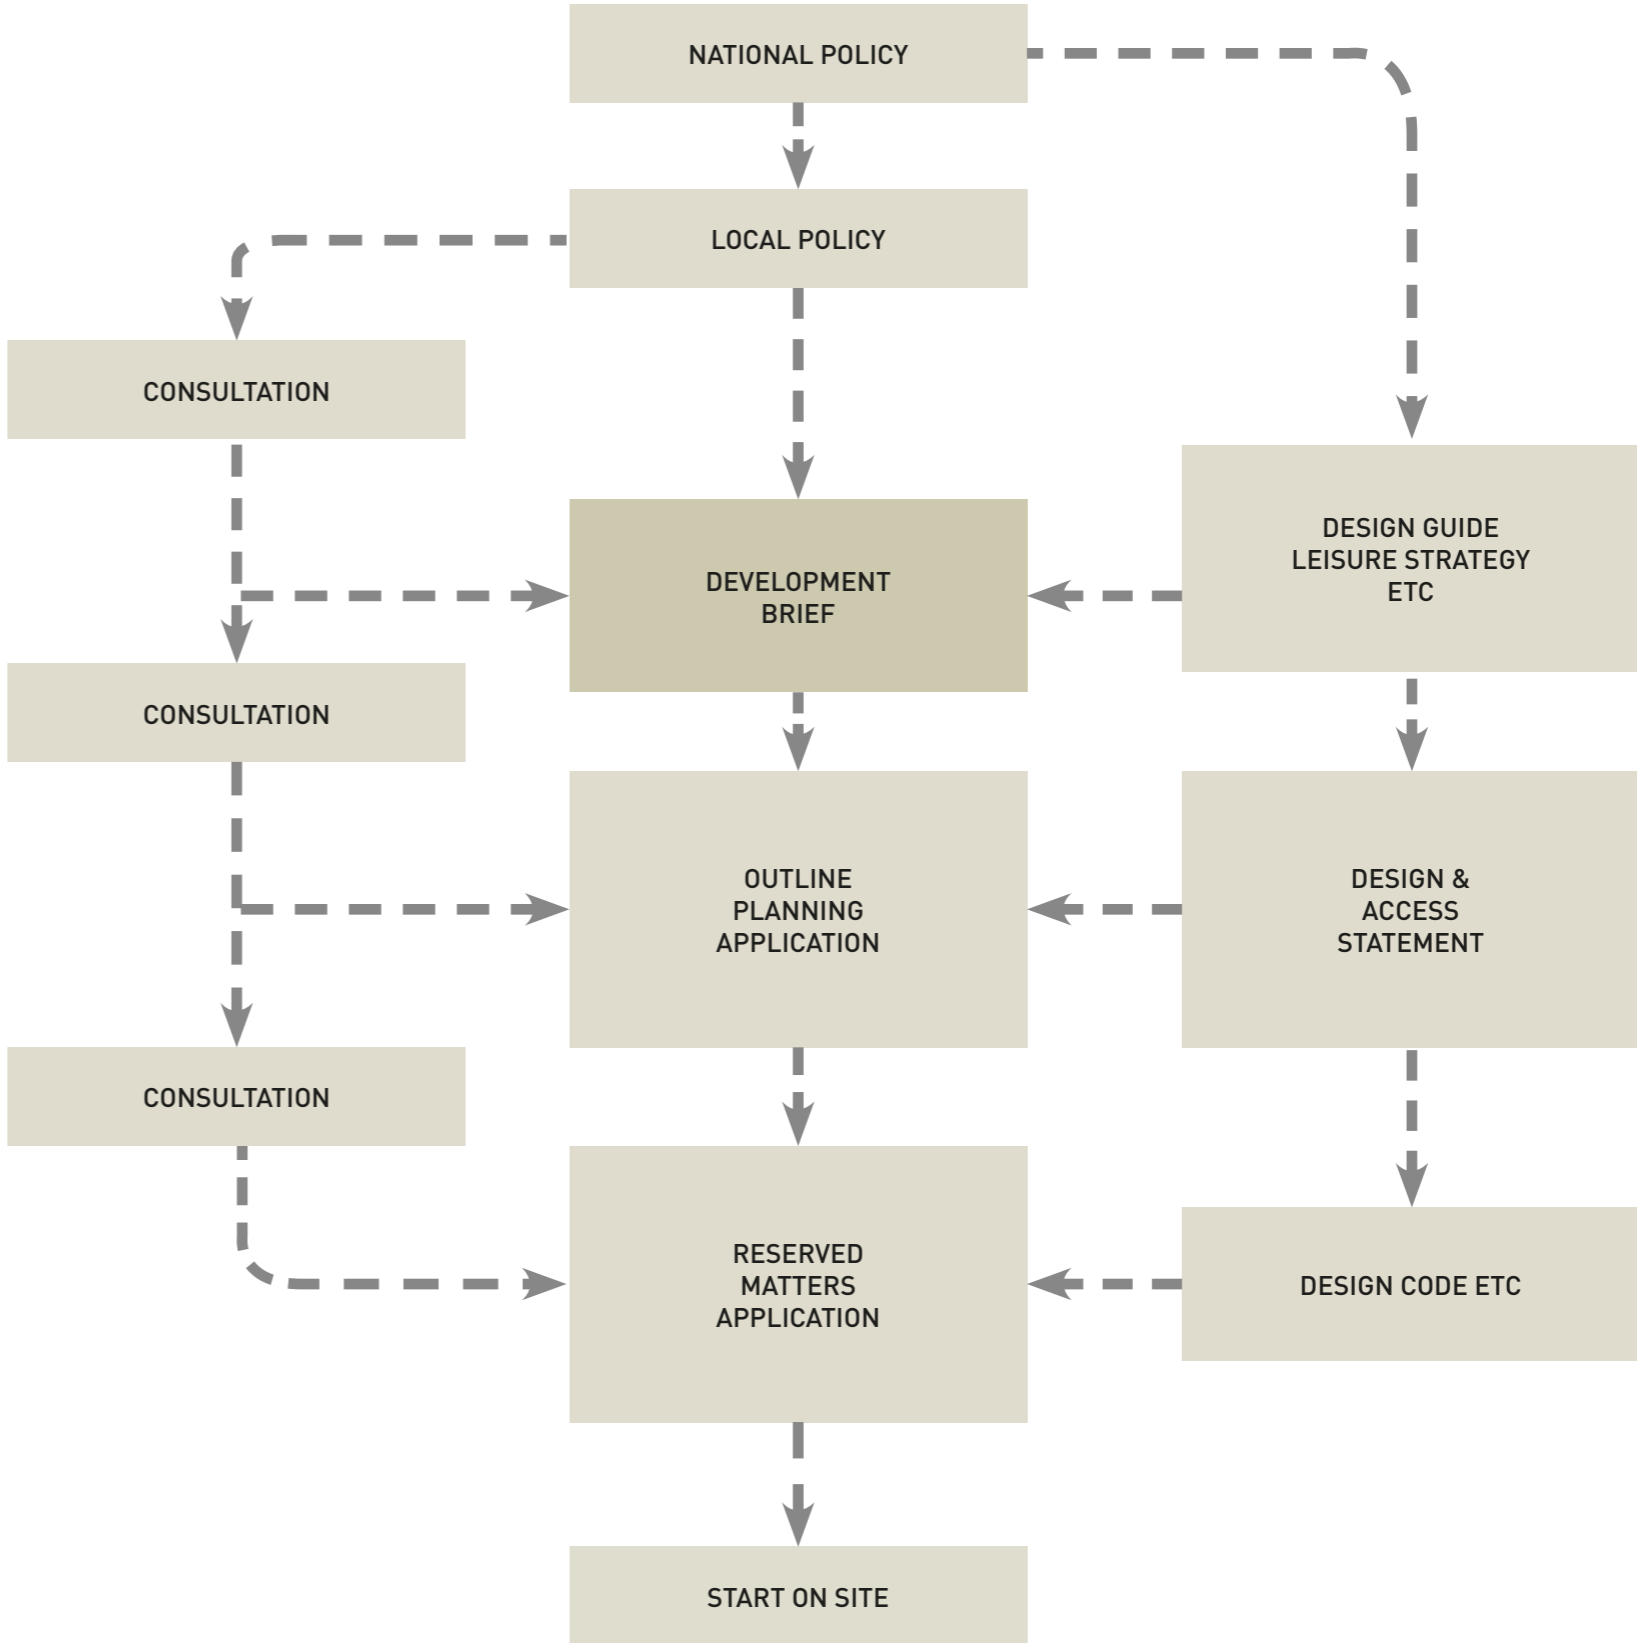 NATIONAL POLICY
LOCAL POLICY
CONSULTATION
DESIGN GUIDE
LEISURE STRATEGY
ETC
DEVELOPMENT
BRIEF
CONSULTATION
OUTLINE
PLANNING
APPLICATION
DESIGN &
ACCESS
STATEMENT
CONSULTATION
RESERVED
MATTERS
APPLICATION
DESIGN CODE ETC
START ON SITE